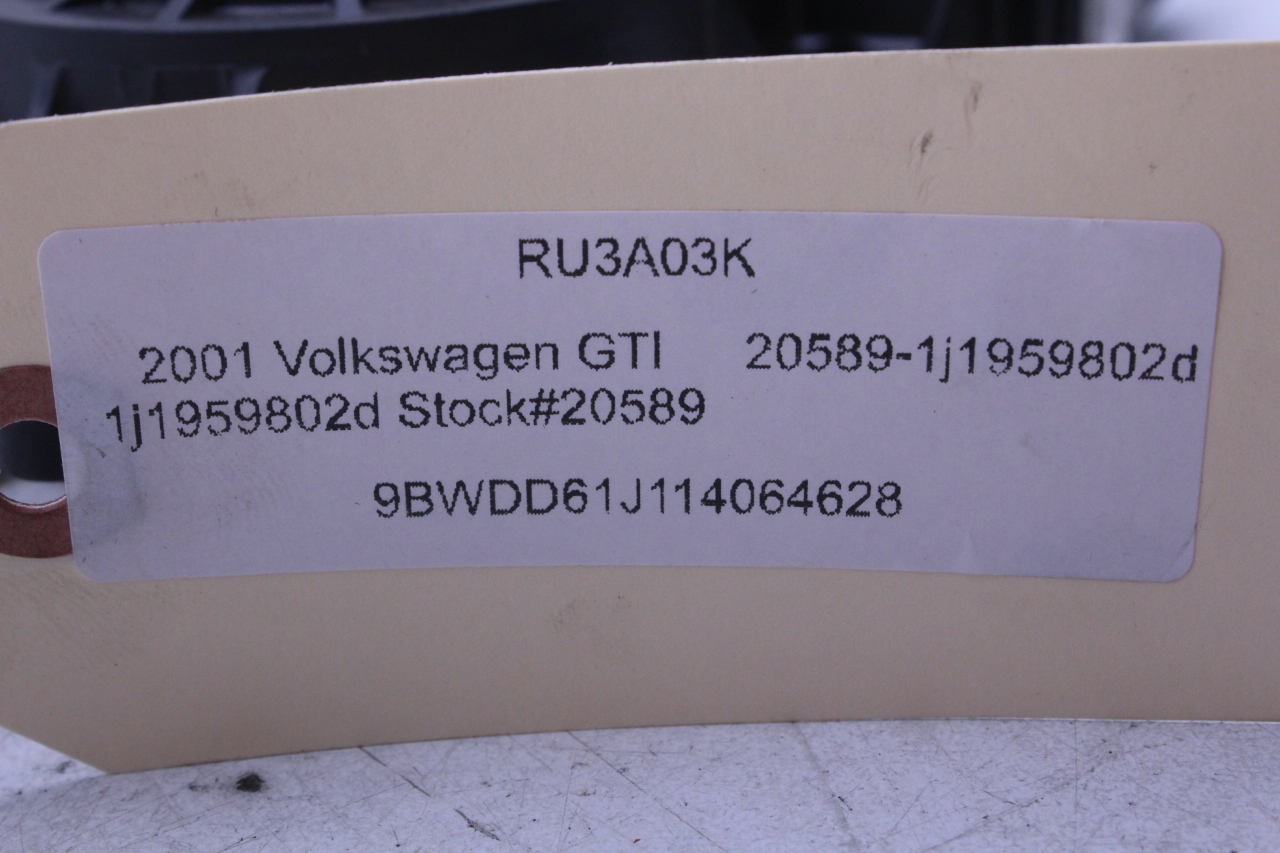 RU3A03K
2001 Volkswagen GTI 20589-1j1959802d
1j1959802d Stock#20589
9BWDD61J114064628